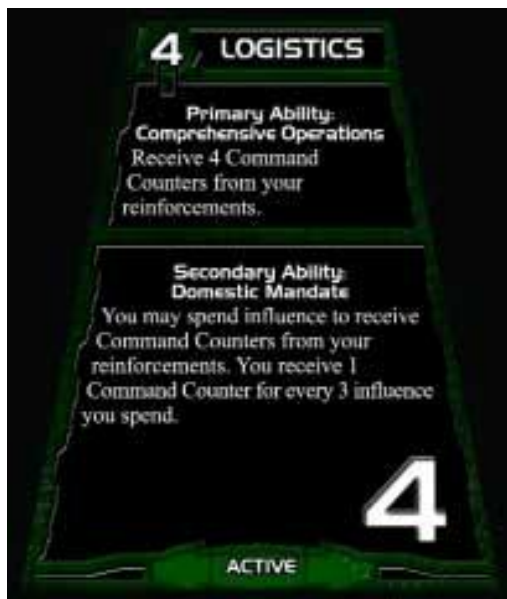 4 LOGISTICS
Primary Ability:
Comprehensive Operations
Receive 4 Command
Counters from your
reinforcements.
Secondary Ability:
Domestic Mandate
You may spend influence to receive
Command Counters from your
reinforcements. You receive 1
Command Counter for every 3 influence
you spend.
4
ACTIVE